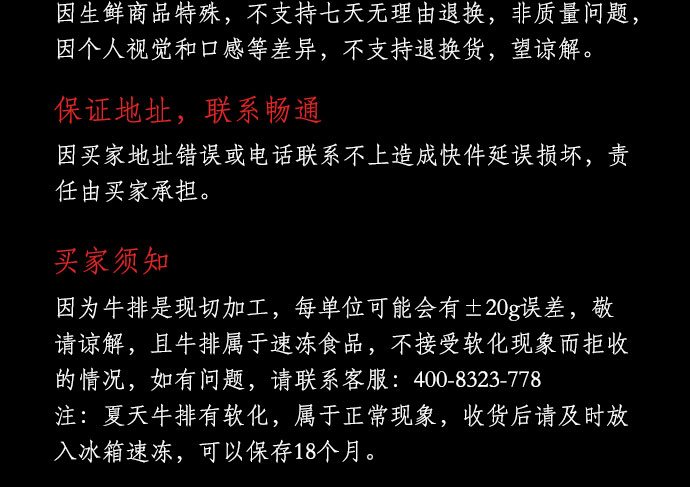 因生鲜商品特殊，不支持七天无理由退换，非质量问题，
因个人视觉和口感等差异，不支持退换货，望谅解。
保证地址，联系畅通
因买家地址错误或电话联系不上造成快件延误损坏，责
任由买家承担。
买家须知
因为牛排是现切加工，每单位可能会有±20g误差，敬
请谅解，且牛排属于速冻食品，不接受软化现象而拒收
的情况，如有问题，请联系客服：400-8323-778
注：夏天牛排有软化，属于正常现象，收货后请及时放
入冰箱速冻，可以保存18个月。